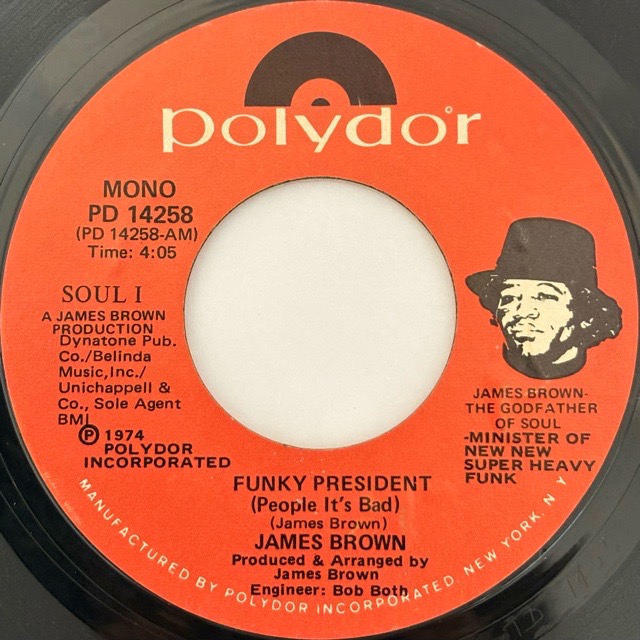 polydor
MONO
PD 14258
(PD 14258-AM)
Time: 4:05
SOUL I
A JAMES BROWN
PRODUCTION
Dynatone Pub.
Co./Belinda
Music,Inc./
Unichappell &
Co., Sole Agent
BMI
Ⓟ 1974
POLYDOR
INCORPORATED
JAMES BROWN-
THE GODFATHER
OF SOUL
-MINISTER OF
NEW NEW
SUPER HEAVY
FUNK
FUNKY PRESIDENT
(People It's Bad)
(James Brown)
JAMES BROWN
Produced & Arranged by
James Brown
Engineer: Bob Both
MANUFACTURED BY POLYDOR INCORPORATED, NEW YORK, N Y